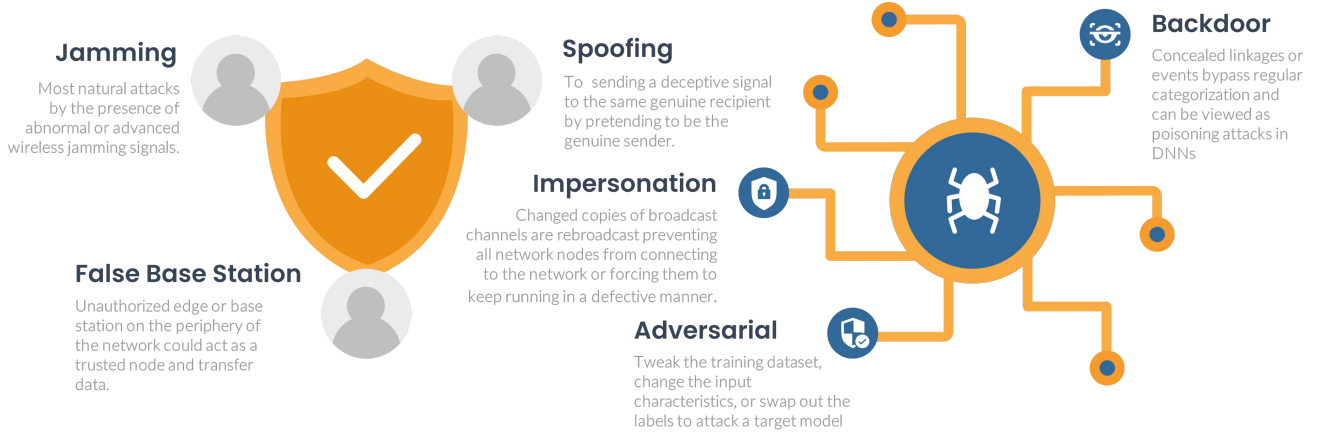 Jamming
Most natural attacks
by the presence of
abnormal or advanced
wireless jamming signals.
Spoofing
To sending a deceptive signal
to the same genuine recipient
by pretending to be the
genuine sender.
Backdoor
Concealed linkages or
events bypass regular
categorization and
can be viewed as
poisoning attacks in
DNNs
Impersonation
Changed copies of broadcast
channels are rebroadcast preventing
all network nodes from connecting
to the network or forcing them to
keep running in a defective manner.
False Base Station
Unauthorized edge or base
station on the periphery of
the network could act as a
trusted node and transfer
data.
Adversarial
Tweak the training dataset,
change the input
characteristics, or swap out the
labels to attack a target model